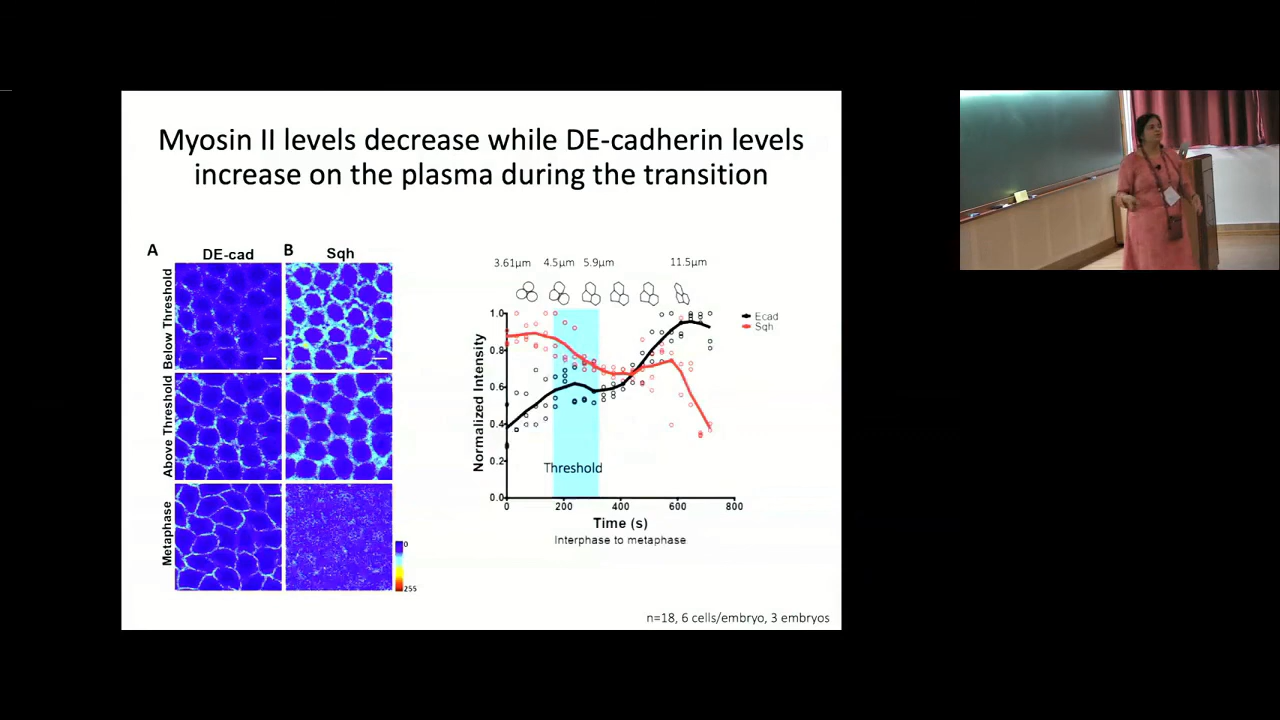 Myosin II levels decrease while DE-cadherin levels
increase on the plasma during the transition
A
DE-cad
B
Sqh
Below Threshold
Above Threshold
Metaphase
0
255
3.61µm
4.5µm
5.9µm
11.5µm
Normalized Intensity
1.0
0.8
0.6
0.4
0.2
0.0
Threshold
0
200
400
600
800
Time (s)
Interphase to metaphase
Ecad
Sqh
n=18, 6 cells/embryo, 3 embryos